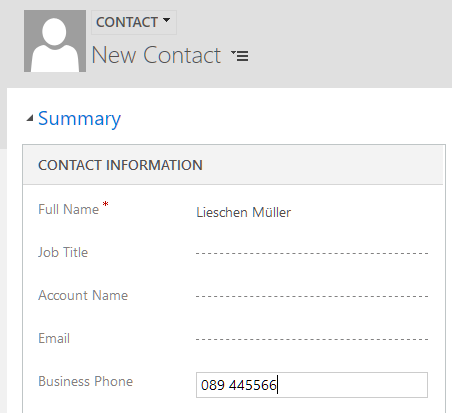 CONTACT
New Contact
Summary
CONTACT INFORMATION
Full Name * Lieschen Müller
Job Title
Account Name
Email
Business Phone 089 445566